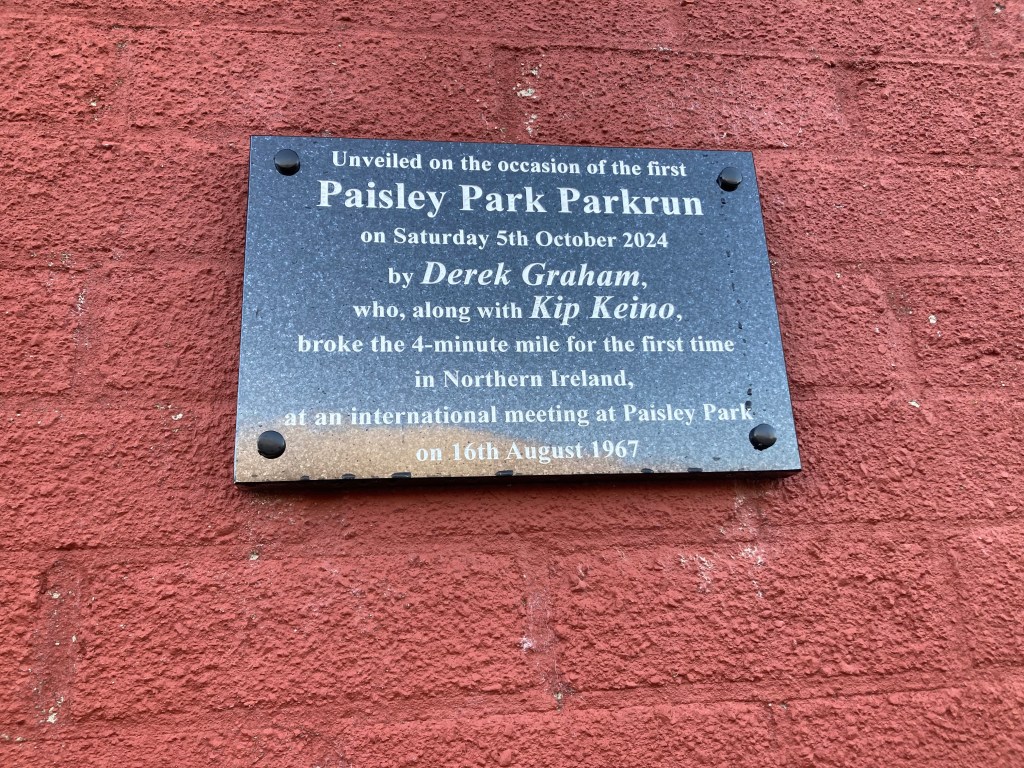 Unveiled on the occasion of the first
Paisley Park Parkrun
on Saturday 5th October 2024
by Derek Graham,
who, along with Kip Keino,
broke the 4-minute mile for the first time
in Northern Ireland,
at an international meeting at Paisley Park
on 16th August 1967